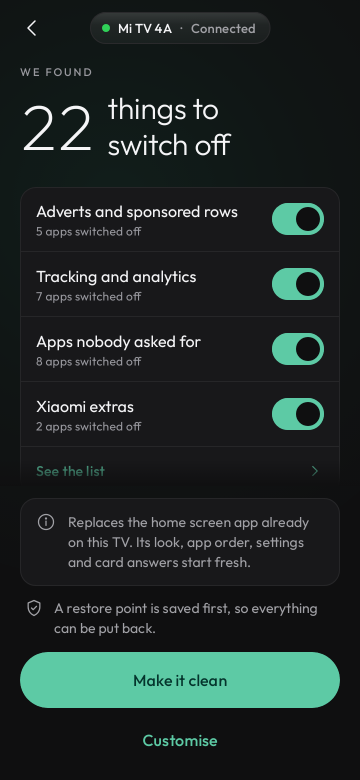 Mi TV 4A · Connected
WE FOUND
22 things to
switch off
Adverts and sponsored rows
5 apps switched off
Tracking and analytics
7 apps switched off
Apps nobody asked for
8 apps switched off
Xiaomi extras
2 apps switched off
See the list
Replaces the home screen app already
on this TV. Its look, app order, settings
and card answers start fresh.
A restore point is saved first, so everything
can be put back.
Make it clean
Customise